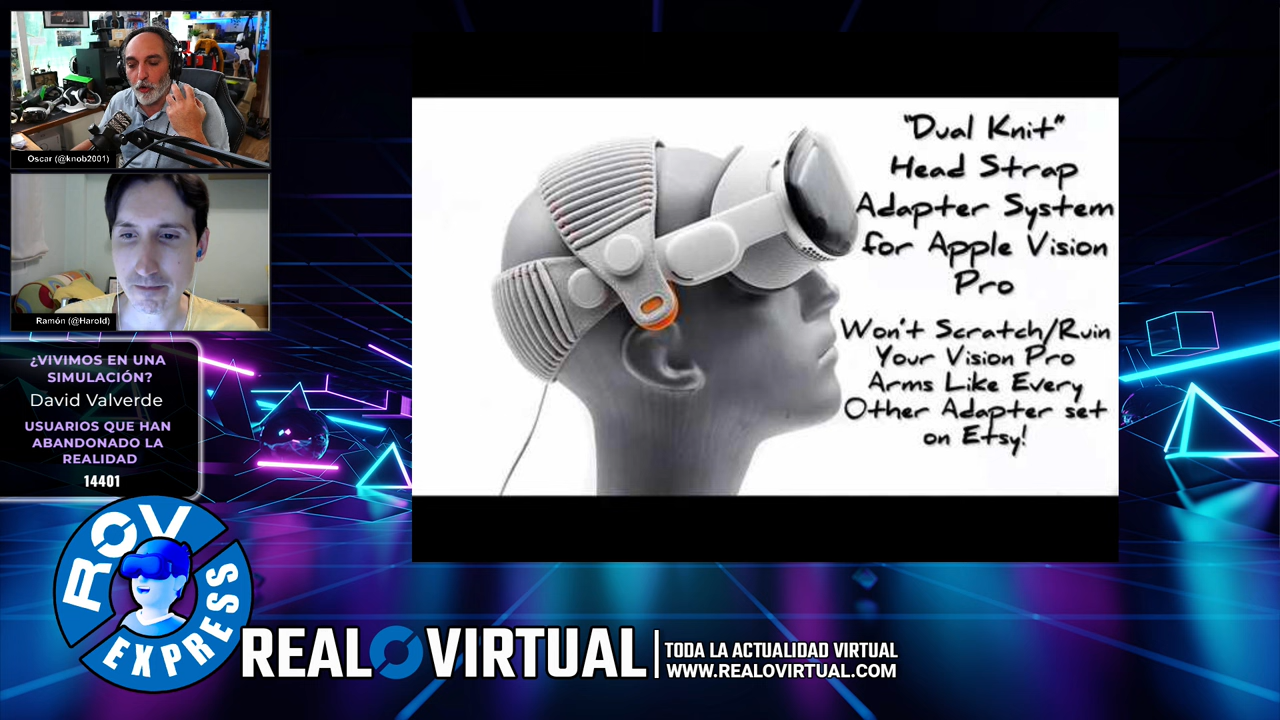 Oscar (@knob2001)
Ramón (@Harold)
¿VIVIMOS EN UNA
SIMULACIÓN?
David Valverde
USUARIOS QUE HAN
ABANDONADO LA
REALIDAD
14401
"Dual Knit"
Head Strap
Adapter System
for Apple Vision
Pro
Won't Scratch/Ruin
Your Vision Pro
Arms Like Every
Other Adapter set
on Etsy!
ROV
EXPRESS
REAL O VIRTUAL
TODA LA ACTUALIDAD VIRTUAL
WWW.REALOVIRTUAL.COM